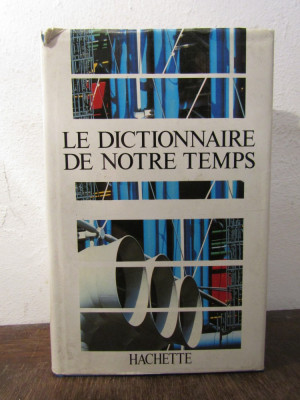 LE DICTIONNAIRE
DE NOTRE TEMPS
HACHETTE